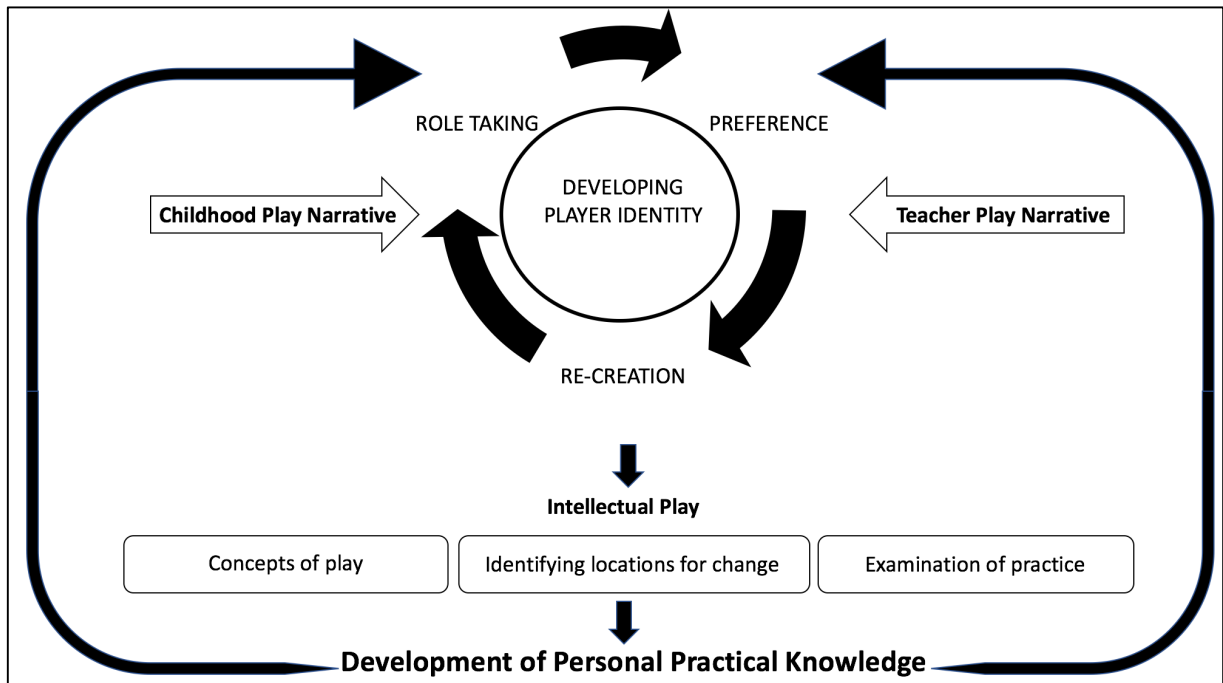 ROLE TAKING
PREFERENCE
DEVELOPING
PLAYER IDENTITY
Childhood Play Narrative
Teacher Play Narrative
RE-CREATION
Intellectual Play
Concepts of play
Identifying locations for change
Examination of practice
Development of Personal Practical Knowledge